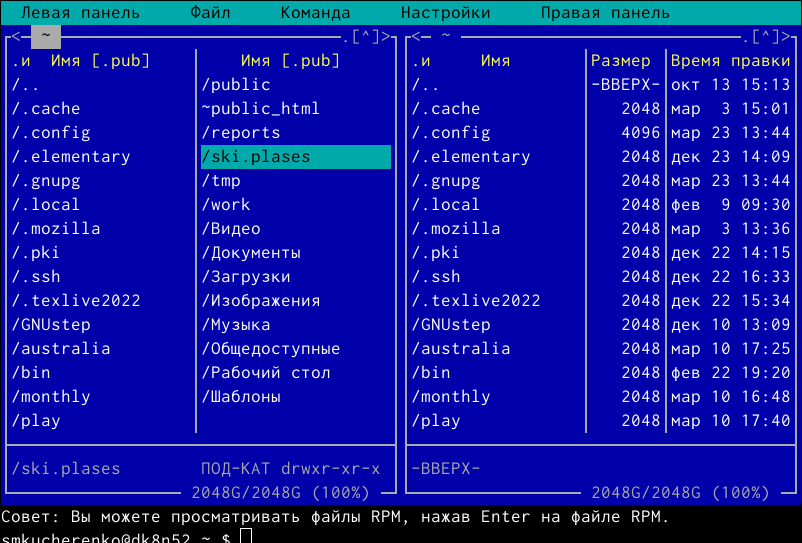 Левая панель Файл Команда Настройки Правая панель
<─ ~ .[^]> <─ ~ .[^]>
.и Имя [.pub] Имя [.pub] .и Имя Размер Время правки
/.. /public /.. -ВВЕРХ- окт 13 15:13
/.cache ~public_html /.cache 2048 мар 3 15:01
/.config /reports /.config 4096 мар 23 13:44
/.elementary /ski.plases /.elementary 2048 дек 23 14:09
/.gnupg /tmp /.gnupg 2048 мар 23 13:44
/.local /work /.local 2048 фев 9 09:30
/.mozilla /Видео /.mozilla 2048 мар 3 13:36
/.pki /Документы /.pki 2048 дек 22 14:15
/.ssh /Загрузки /.ssh 2048 дек 22 16:33
/.texlive2022 /Изображения /.texlive2022 2048 дек 22 15:34
/GNUstep /Музыка /GNUstep 2048 дек 10 13:09
/australia /Общедоступные /australia 2048 мар 10 17:25
/bin /Рабочий стол /bin 2048 фев 22 19:20
/monthly /Шаблоны /monthly 2048 мар 10 16:48
/play /play 2048 мар 10 17:40
/ski.plases ПОД-КАТ drwxr-xr-x -ВВЕРХ-
2048G/2048G (100%) 2048G/2048G (100%)
Совет: Вы можете просматривать файлы RPM, нажав Enter на файле RPM.
smkucherenko@dk8n52 ~ $